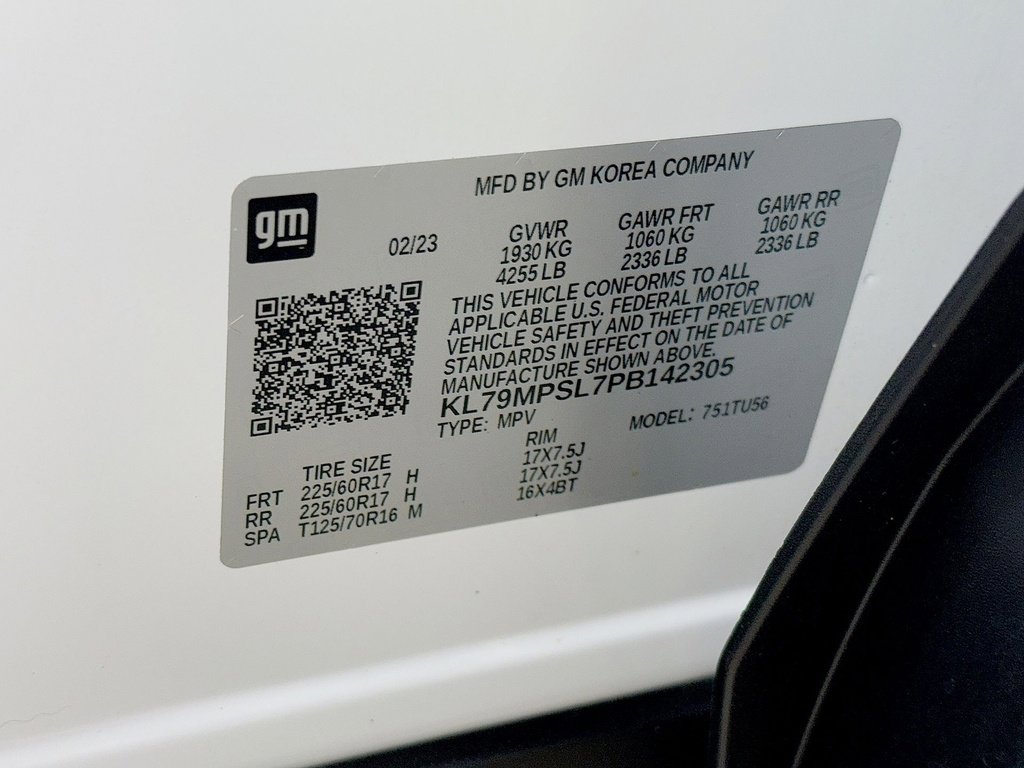 gm
MFD BY GM KOREA COMPANY
02/23
GVWR GAWR FRT GAWR RR
1930 KG 1060 KG 1060 KG
4255 LB 2336 LB 2336 LB
THIS VEHICLE CONFORMS TO ALL
APPLICABLE U.S. FEDERAL MOTOR
VEHICLE SAFETY AND THEFT PREVENTION
STANDARDS IN EFFECT ON THE DATE OF
MANUFACTURE SHOWN ABOVE.
KL79MPSL7PB142305
TYPE: MPV MODEL: 751TU56
TIRE SIZE RIM
FRT 225/60R17 H 17X7.5J
RR 225/60R17 H 17X7.5J
SPA T125/70R16 M 16X4BT